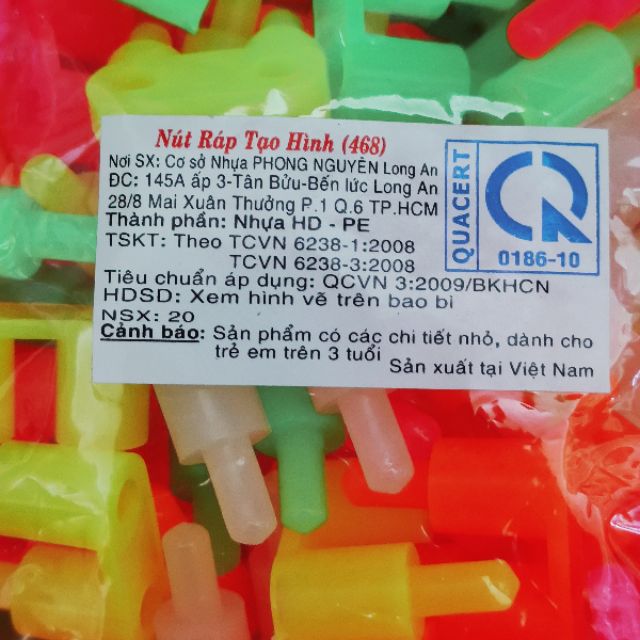 Nút Ráp Tạo Hình (468)
Nơi SX: Cơ sở Nhựa PHONG NGUYÊN Long An
ĐC: 145A ấp 3-Tân Bửu-Bến lức Long An
28/8 Mai Xuân Thưởng P.1 Q.6 TP.HCM
Thành phần: Nhựa HD - PE
TSKT: Theo TCVN 6238-1:2008
TCVN 6238-3:2008
Tiêu chuẩn áp dụng: QCVN 3:2009/BKHCN
HDSD: Xem hình vẽ trên bao bì
NSX: 20
Cảnh báo: Sản phẩm có các chi tiết nhỏ, dành cho
trẻ em trên 3 tuổi
Sản xuất tại Việt Nam
QUACERT
0186-10